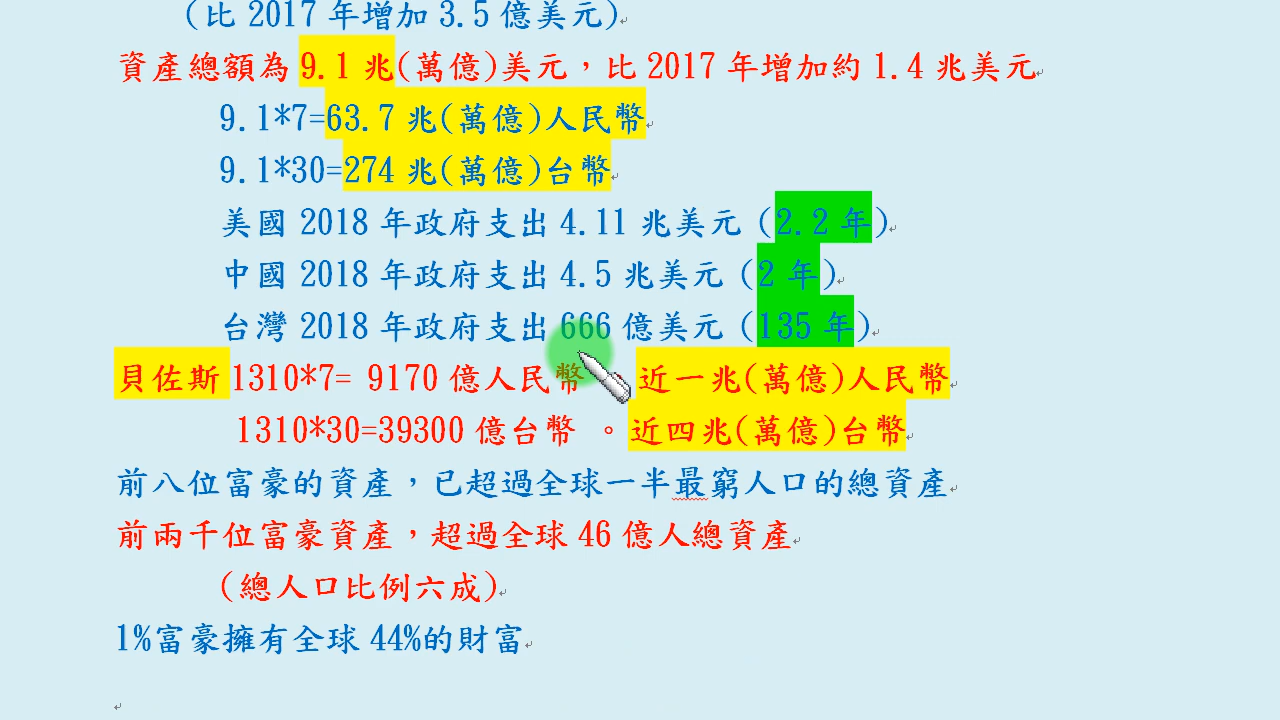 (比 2017 年增加 3.5 億美元)
資產總額為 9.1 兆(萬億)美元，比 2017 年增加約 1.4 兆美元
9.1*7=63.7 兆(萬億)人民幣
9.1*30=274 兆(萬億)台幣
美國 2018 年政府支出 4.11 兆美元 (2.2 年)
中國 2018 年政府支出 4.5 兆美元 (2 年)
台灣 2018 年政府支出 666 億美元 (135 年)
貝佐斯 1310*7= 9170 億人民幣 近一兆(萬億)人民幣
1310*30=39300 億台幣 。近四兆(萬億)台幣
前八位富豪的資產，已超過全球一半最窮人口的總資產
前兩千位富豪資產，超過全球 46 億人總資產
(總人口比例六成)
1%富豪擁有全球 44%的財富